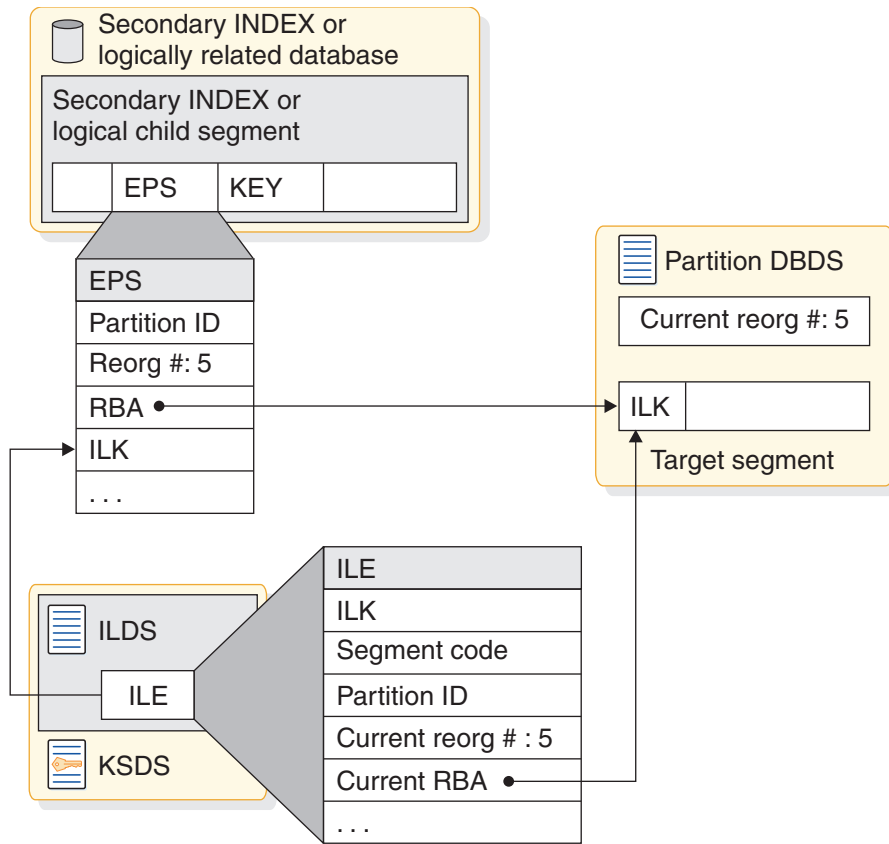 Secondary INDEX or
logically related database
Secondary INDEX or
logical child segment
EPS KEY
EPS
Partition ID
Reorg #: 5
RBA
ILK
. . .
Partition DBDS
Current reorg #: 5
ILK
Target segment
ILDS
ILE
KSDS
ILE
ILK
Segment code
Partition ID
Current reorg # : 5
Current RBA
. . .